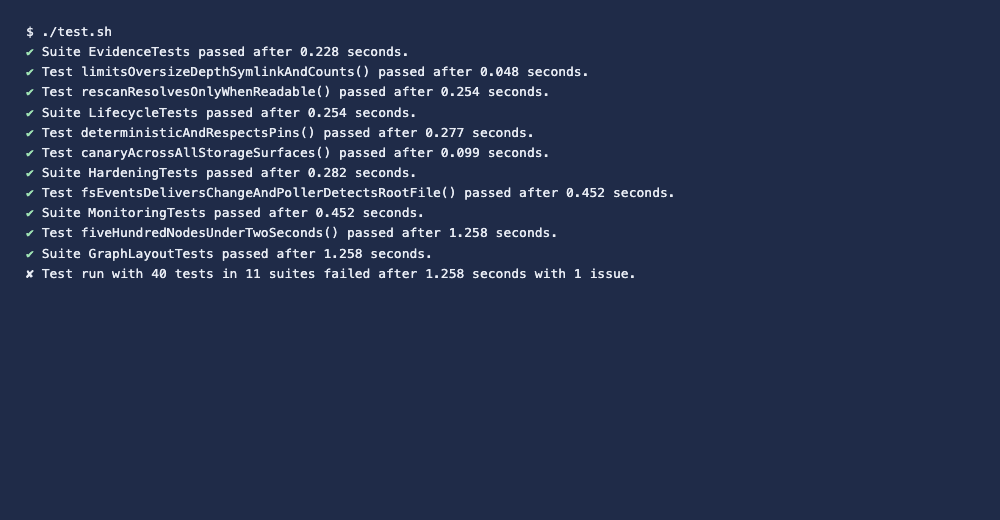 $ ./test.sh
✔ Suite EvidenceTests passed after 0.228 seconds.
✔ Test limitsOversizeDepthSymlinkAndCounts() passed after 0.048 seconds.
✔ Test rescanResolvesOnlyWhenReadable() passed after 0.254 seconds.
✔ Suite LifecycleTests passed after 0.254 seconds.
✔ Test deterministicAndRespectsPins() passed after 0.277 seconds.
✔ Test canaryAcrossAllStorageSurfaces() passed after 0.099 seconds.
✔ Suite HardeningTests passed after 0.282 seconds.
✔ Test fsEventsDeliversChangeAndPollerDetectsRootFile() passed after 0.452 seconds.
✔ Suite MonitoringTests passed after 0.452 seconds.
✔ Test fiveHundredNodesUnderTwoSeconds() passed after 1.258 seconds.
✔ Suite GraphLayoutTests passed after 1.258 seconds.
✘ Test run with 40 tests in 11 suites failed after 1.258 seconds with 1 issue.